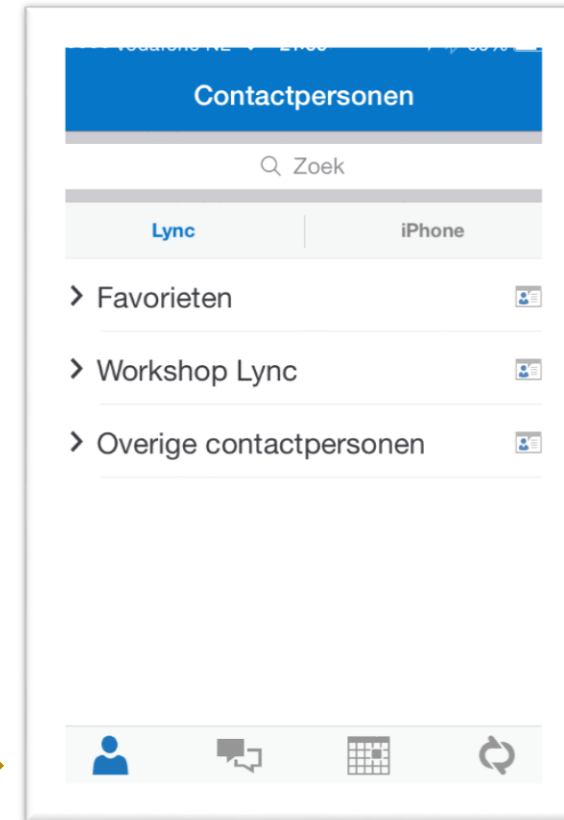 Contactpersonen
Zoek
Lync iPhone
Favorieten
Workshop Lync
Overige contactpersonen